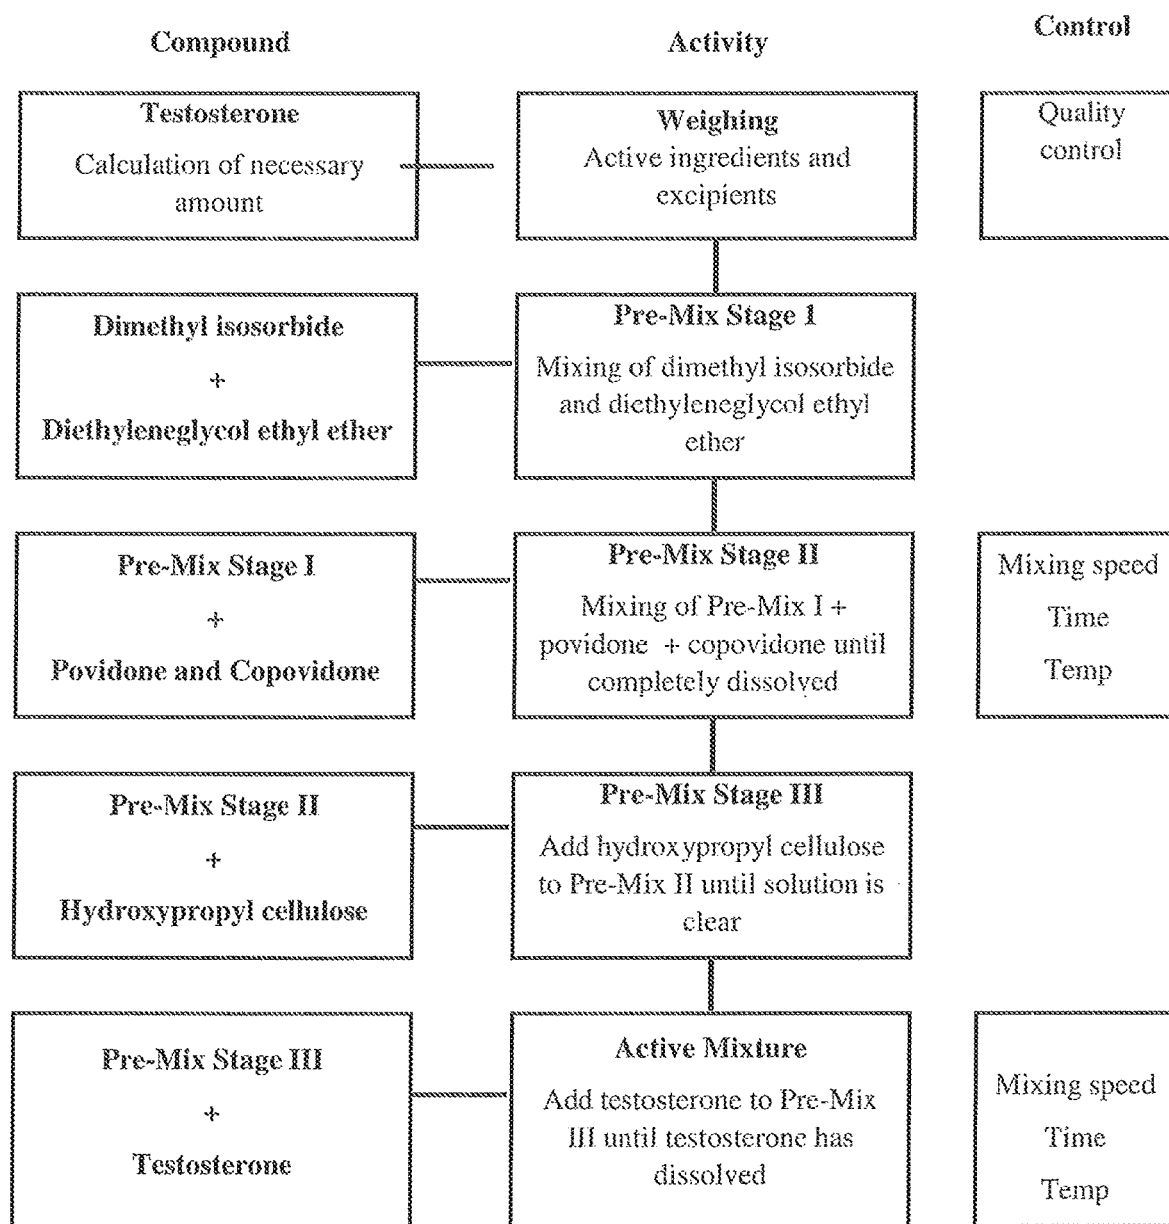 Compound
Activity
Control
Testosterone
Calculation of necessary
amount
Weighing
Active ingredients and
excipients
Quality
control
Dimethyl isosorbide
+
Diethyleneglycol ethyl ether
Pre-Mix Stage 1
Mixing of dimethyl isosorbide
and diethyleneglycol ethyl
ether
Pre-Mix Stage I
+
Povidone and Copovidone
Pre-Mix Stage II
Mixing of Pre-Mix I +
povidone + copovidone until
completely dissolved
Mixing speed
Time
Temp
Pre-Mix Stage II
+
Hydroxypropyl cellulose
Pre-Mix Stage III
Add hydroxypropyl cellulose
to Pre-Mix II until solution is
clear
Pre-Mix Stage III
+
Testosterone
Active Mixture
Add testosterone to Pre-Mix
III until testosterone has
dissolved
Mixing speed
Time
Temp